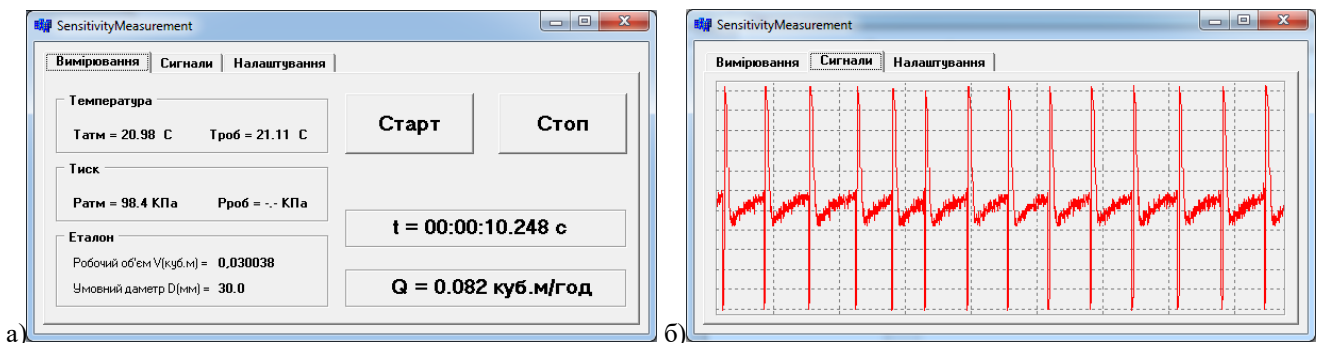 SensitivityMeasurement
Вимірювання Сигнали Налаштування
Температура
Татм = 20.98 С Троб = 21.11 С
Тиск
Ратм = 98.4 КПа Рроб = -.- КПа
Еталон
Робочий об'єм V(куб.м) = 0,030038
Умовний даметр D(мм) = 30.0
Старт Стоп
t = 00:00:10.248 с
Q = 0.082 куб.м/год
а)
SensitivityMeasurement
Вимірювання Сигнали Налаштування
б)